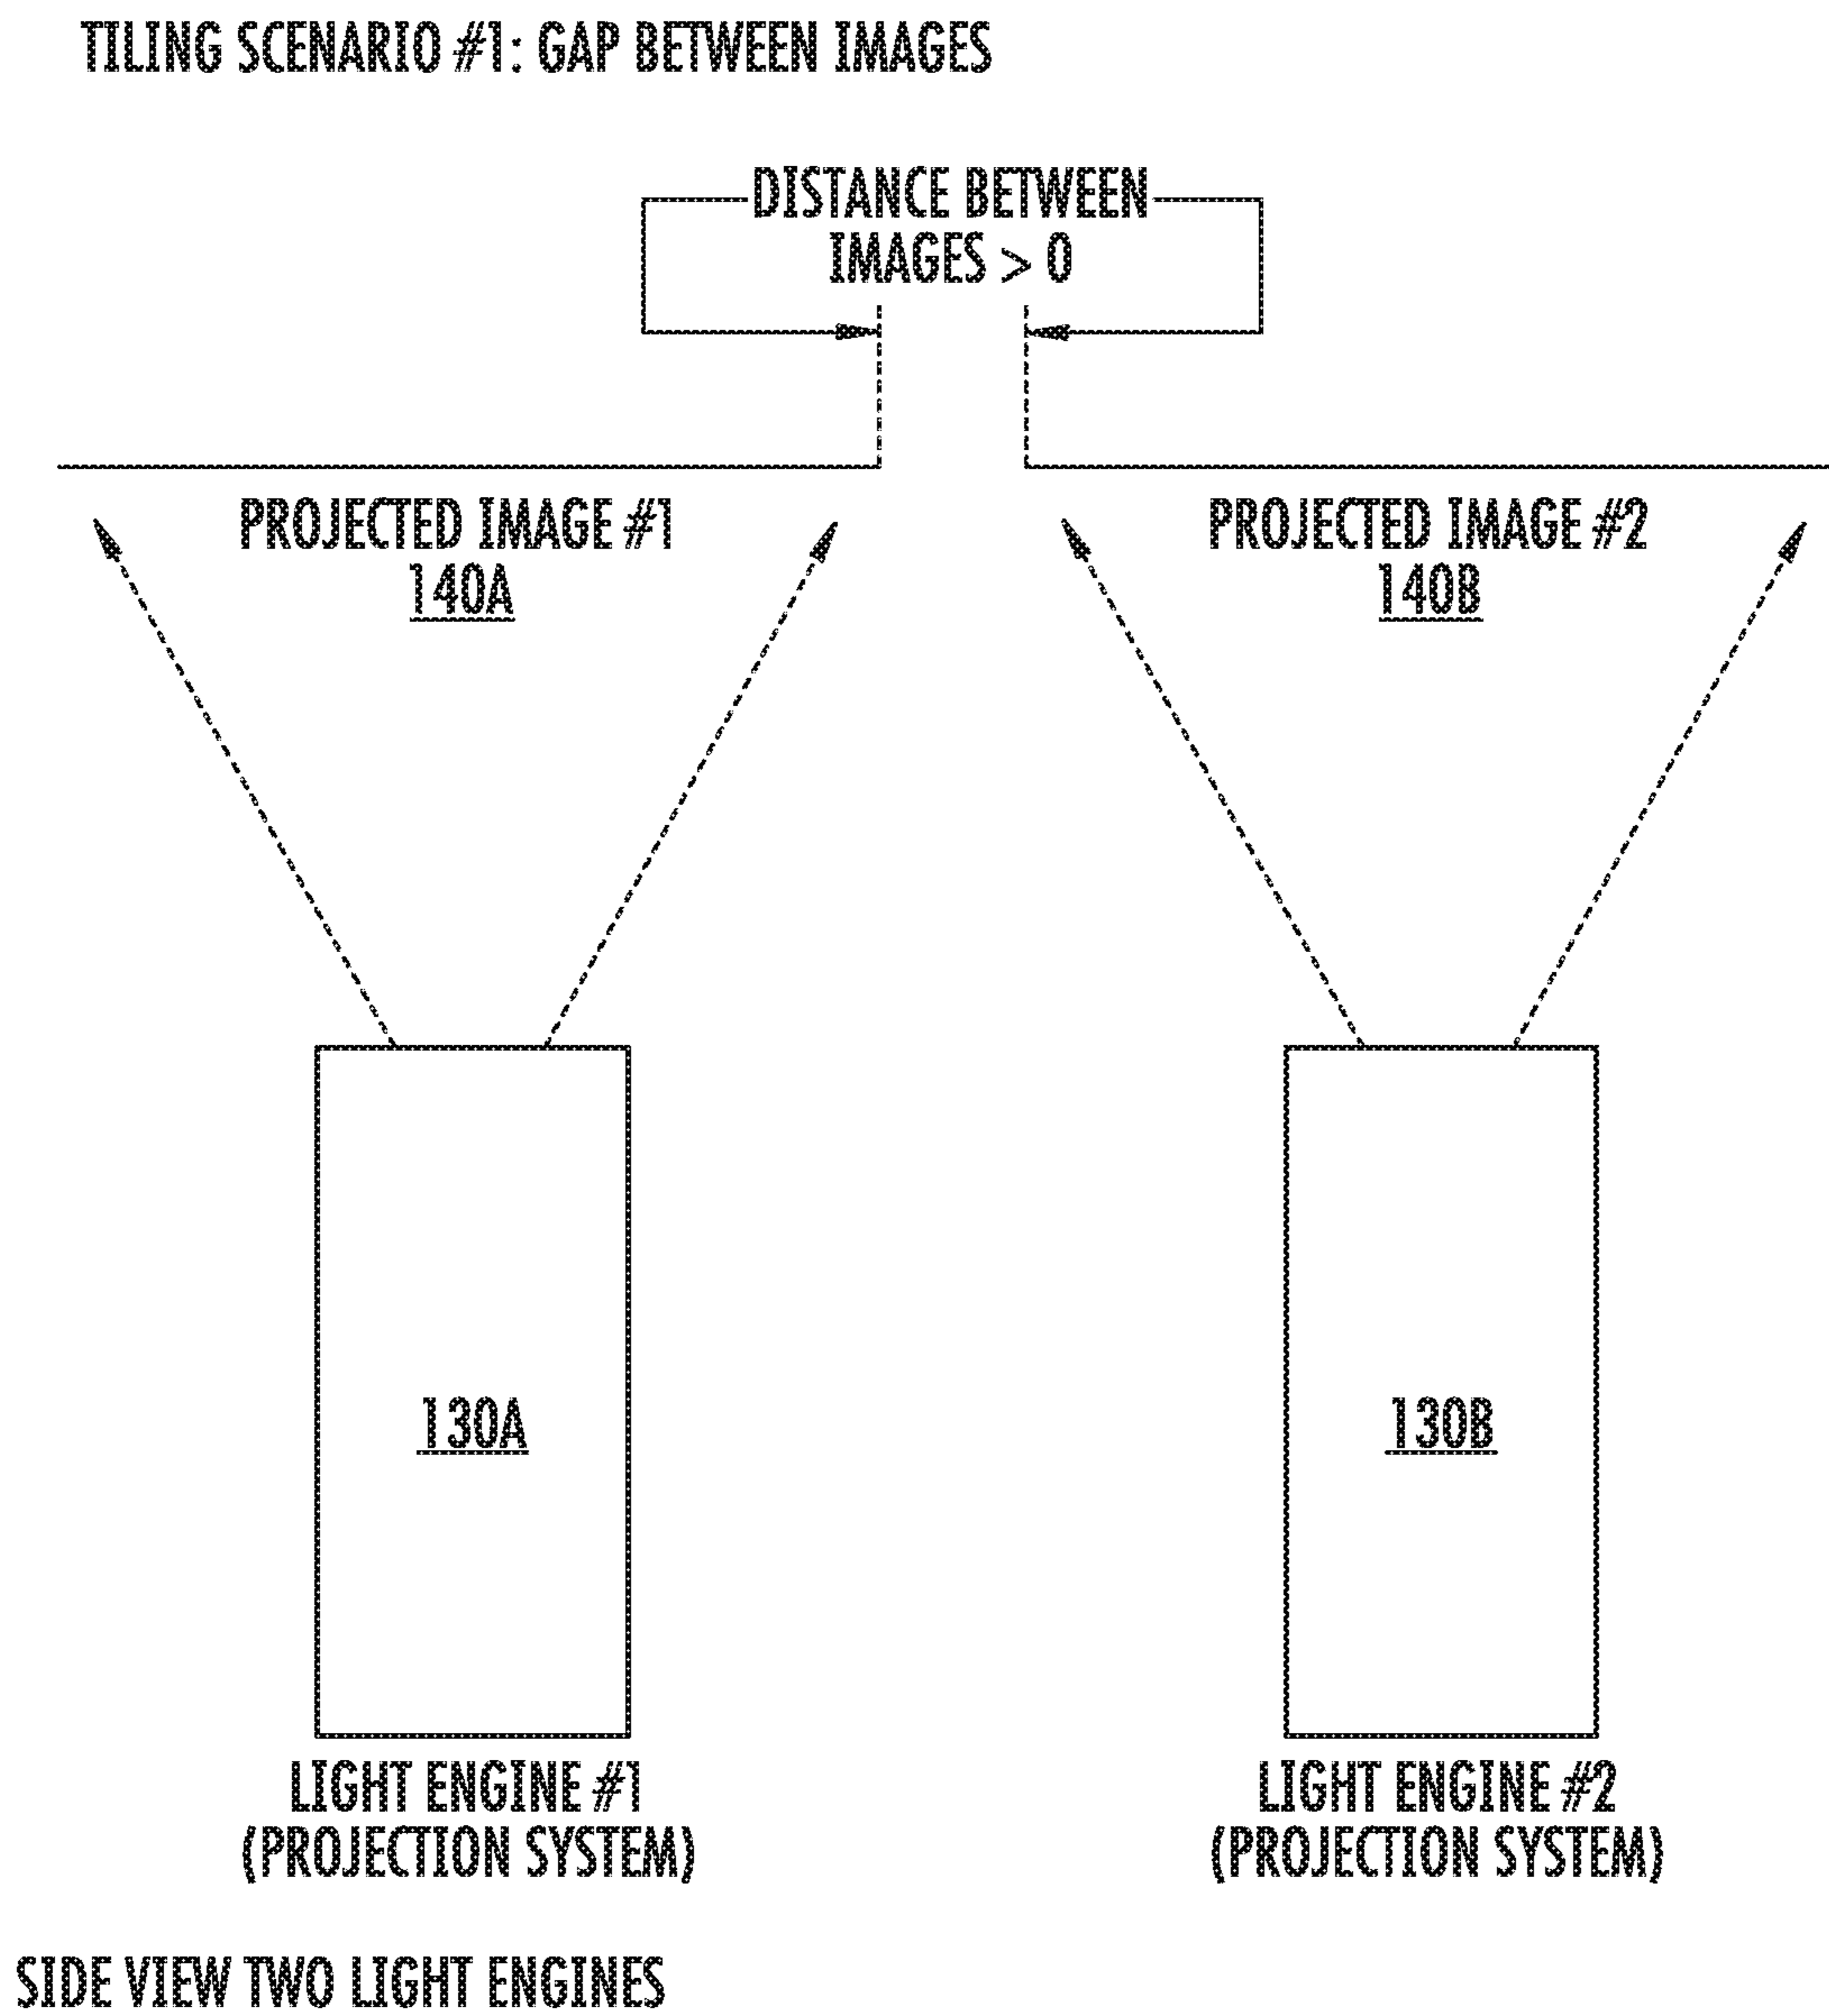 TILING SCENARIO #1: GAP BETWEEN IMAGES
DISTANCE BETWEEN
IMAGES > 0
PROJECTED IMAGE #1
140A
PROJECTED IMAGE #2
140B
130A
130B
LIGHT ENGINE #1
(PROJECTION SYSTEM)
LIGHT ENGINE #2
(PROJECTION SYSTEM)
SIDE VIEW TWO LIGHT ENGINES